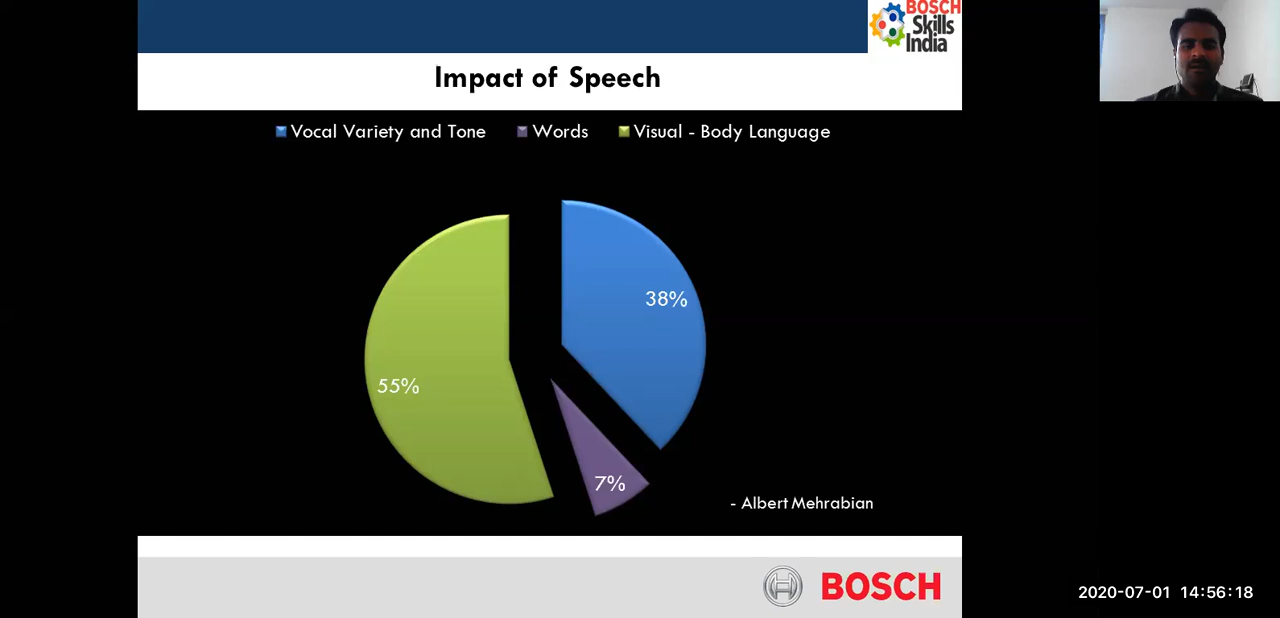 BOSCH
Skills
India
Impact of Speech
Vocal Variety and Tone Words Visual - Body Language
38%
55%
7%
- Albert Mehrabian
BOSCH
2020-07-01 14:56:18